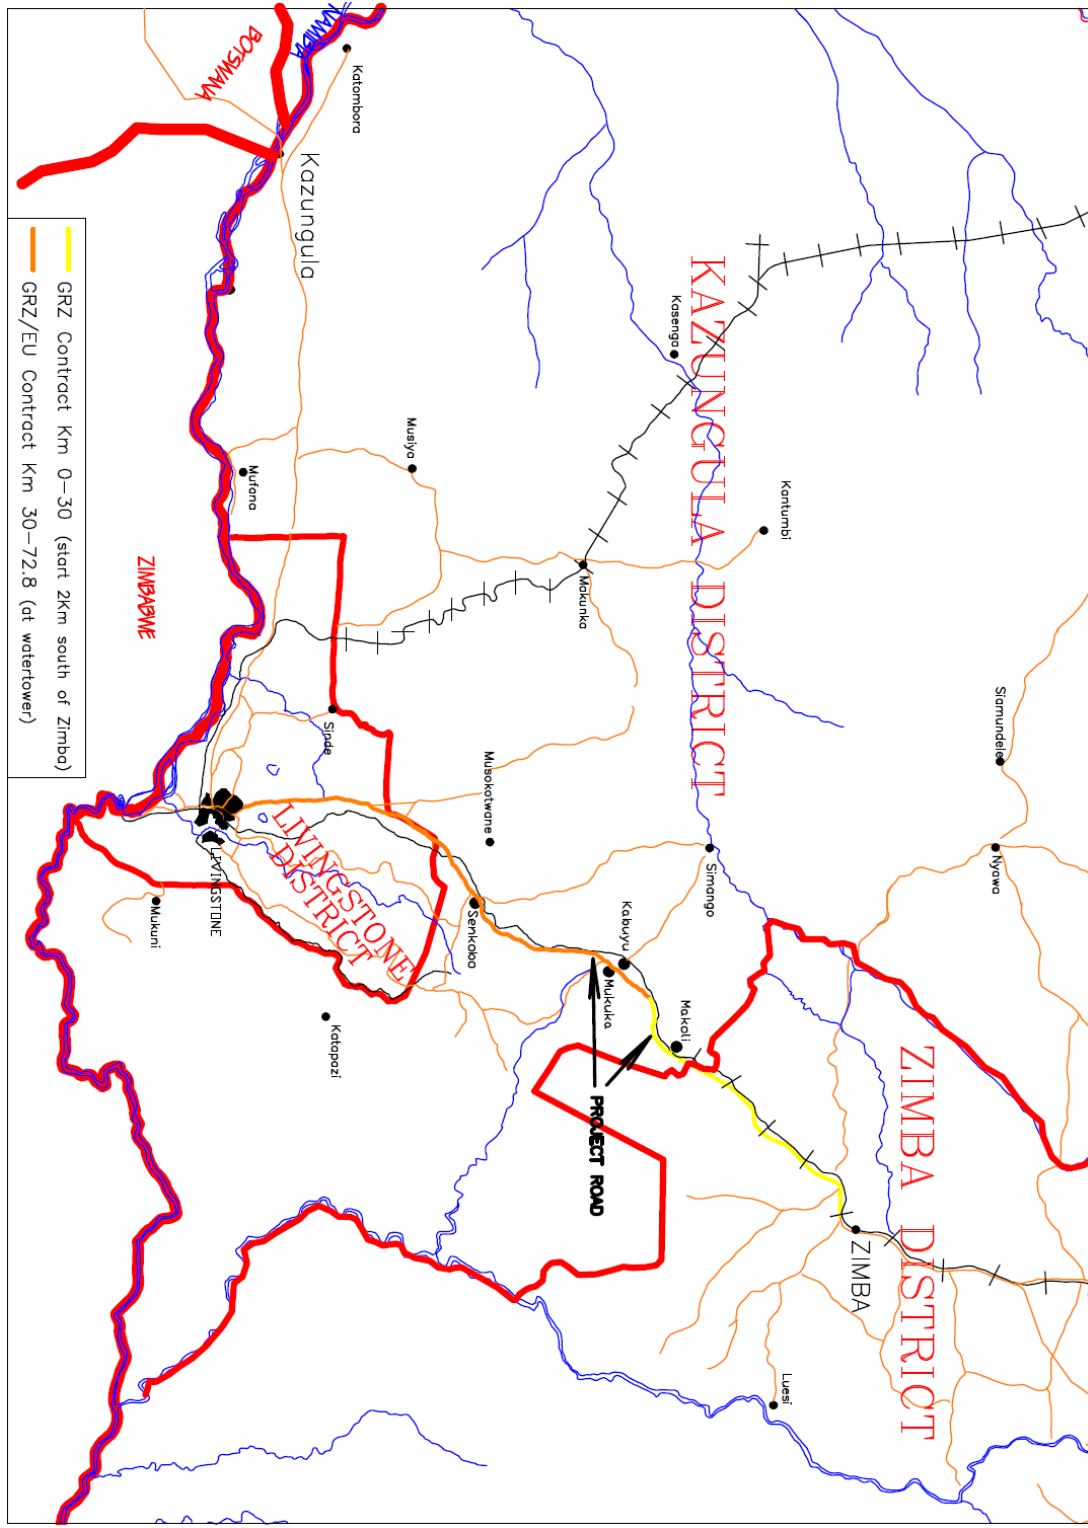 NAMIBIA
BOTSWANA
Katombora
Kazungula
KAZUNGULA DISTRICT
Kasenga
Musiya
Mufana
Kantumbi
Makunka
ZIMBABWE
Siamundele
Nyawa
Sinde
Musokotwane
Simango
LIVINGSTONE
DISTRICT
LIVINGSTONE
Senkobo
Kabuyu
Mukuka
Makoli
Mukuni
Katapazi
PROJECT ROAD
ZIMBA DISTRICT
ZIMBA
Luesi
GRZ Contract Km 0-30 (start 2Km south of Zimba)
GRZ/EU Contract Km 30-72.8 (at watertower)